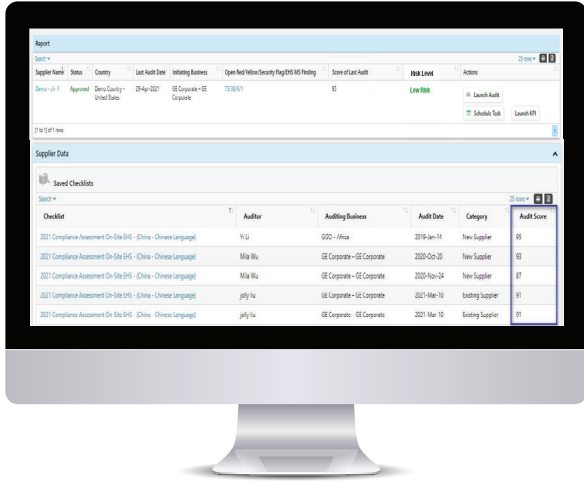 Report
Search
25 rows
Supplier Name Status Country Last Audit Date Initiating Business Open Red/Yellow/Security Flag/EHS MS Finding Score of Last Audit Risk Level Actions
Approved Demo Country - United States 29-Apr-2021 GE Corporate – GE Corporate 95 Low Risk Launch Audit
Schedule Task Launch KPI
[1 to 1] of 1 rows
Supplier Data
Saved Checklists
Search
25 rows
Checklist Auditor Auditing Business Audit Date Category Audit Score
2021 Compliance Assessment On-Site EHS - (China - Chinese Language) Yi Li GGO - Africa 2019-Jan-14 New Supplier 95
2021 Compliance Assessment On-Site EHS - (China - Chinese Language) Mila Wu GE Corporate – GE Corporate 2020-Oct-20 New Supplier 93
2021 Compliance Assessment On-Site EHS - (China - Chinese Language) Mila Wu GE Corporate – GE Corporate 2020-Nov-24 New Supplier 87
2021 Compliance Assessment On-Site EHS - (China - Chinese Language) jolly liu GE Corporate – GE Corporate 2021-Mar-10 Existing Supplier 91
2021 Compliance Assessment On-Site EHS - (China - Chinese Language) jolly liu GE Corporate - GE Corporate 2021-Mar-10 Existing Supplier 91